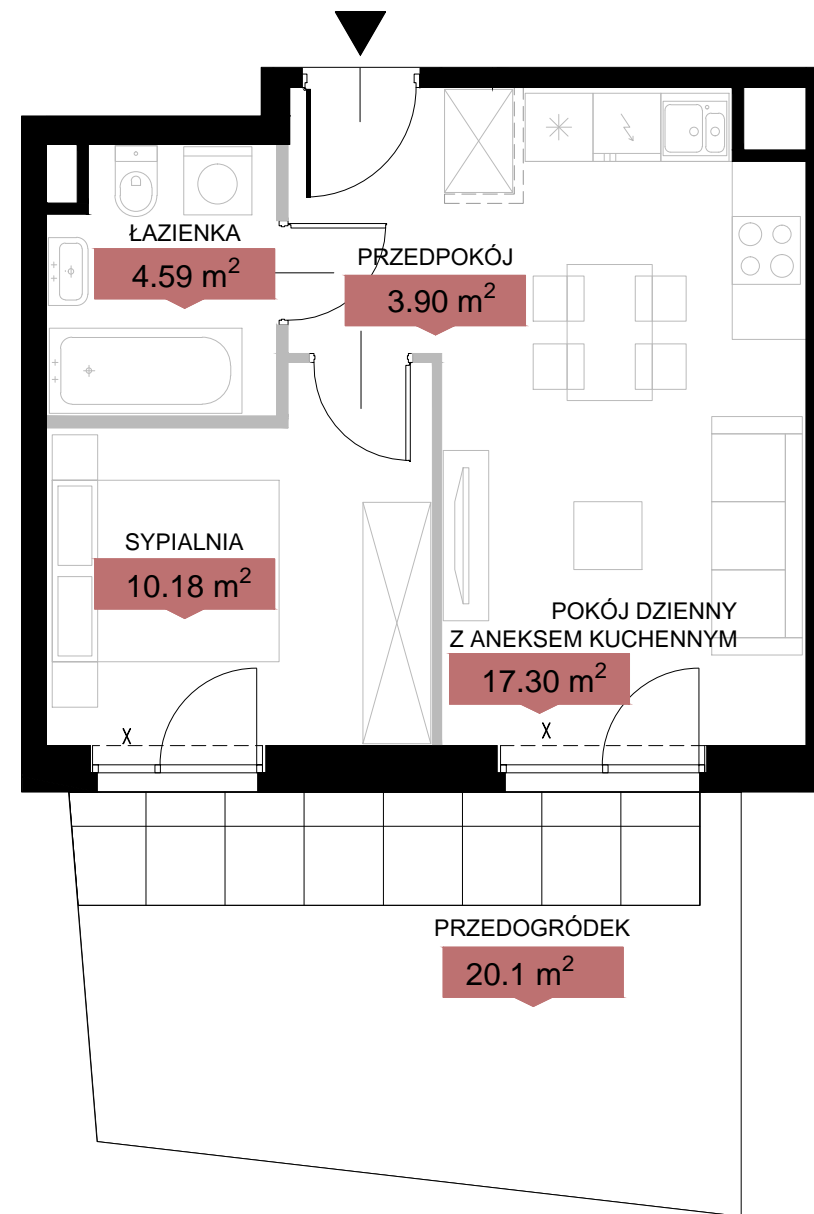 ŁAZIENKA
4.59 m²
PRZEDPOKÓJ
3.90 m²
SYPIALNIA
10.18 m²
POKÓJ DZIENNY
Z ANEKSEM KUCHENNYM
17.30 m²
X
X
PRZEDOGRÓDEK
20.1 m²